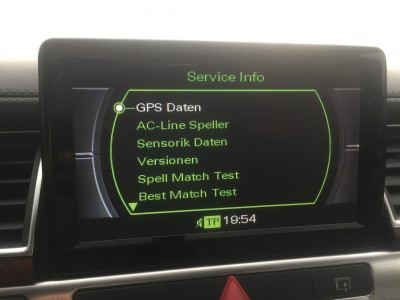 Service Info
GPS Daten
AC-Line Speller
Sensorik Daten
Versionen
Spell Match Test
Best Match Test
TP 19:54